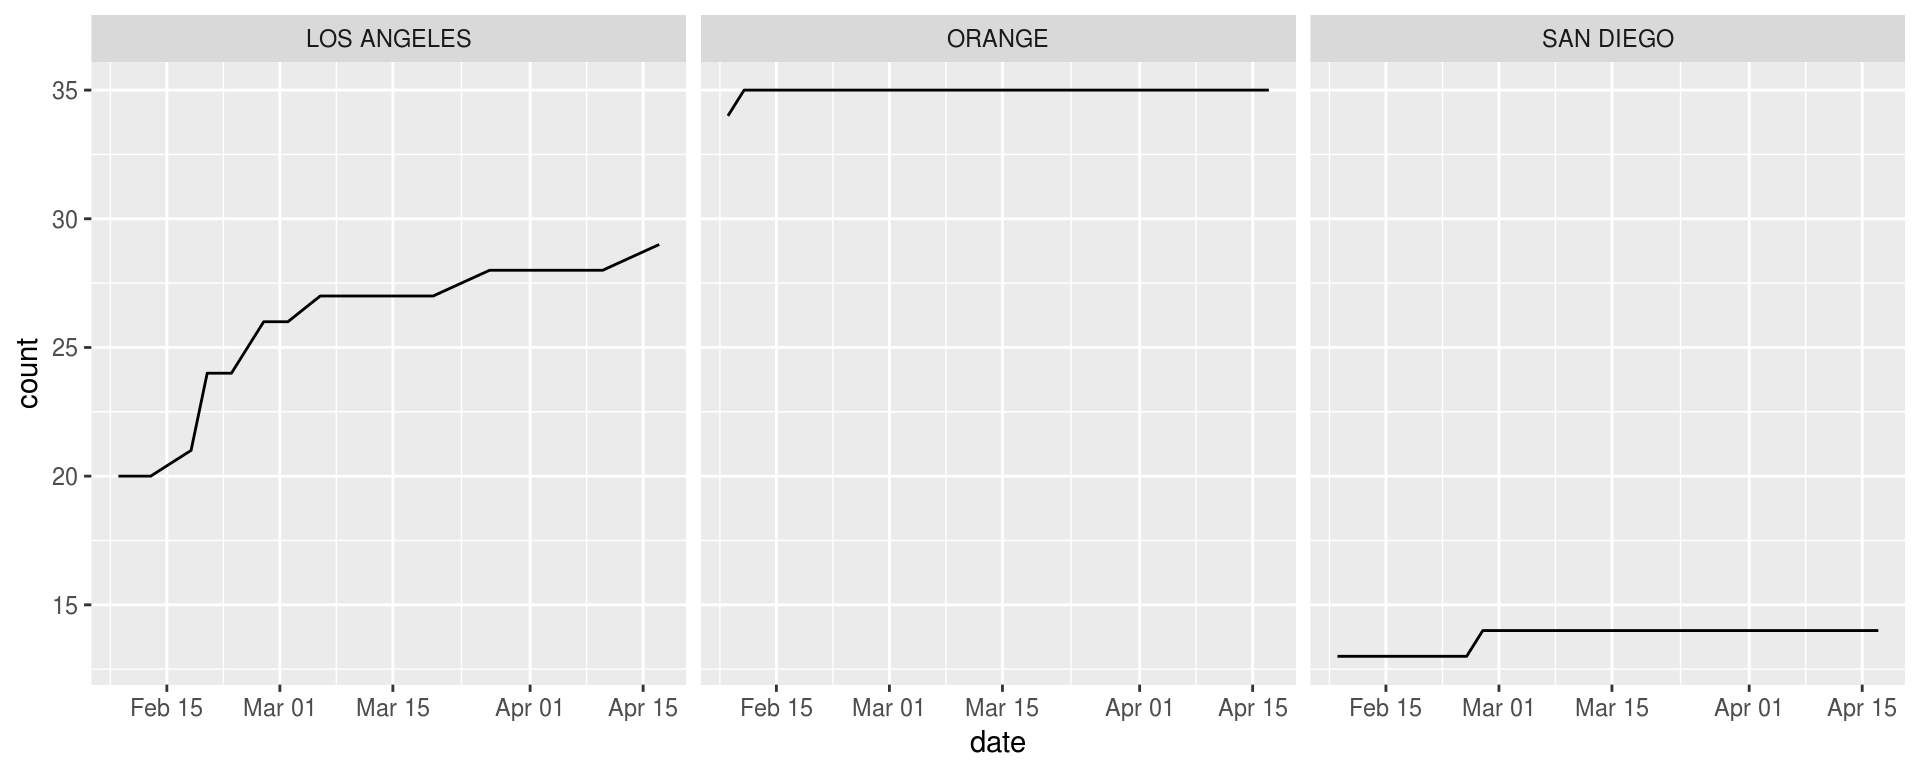 LOS ANGELES
ORANGE
SAN DIEGO
count
35
30
25
20
15
Feb 15 Mar 01 Mar 15 Apr 01 Apr 15
Feb 15 Mar 01 Mar 15 Apr 01 Apr 15
Feb 15 Mar 01 Mar 15 Apr 01 Apr 15
date